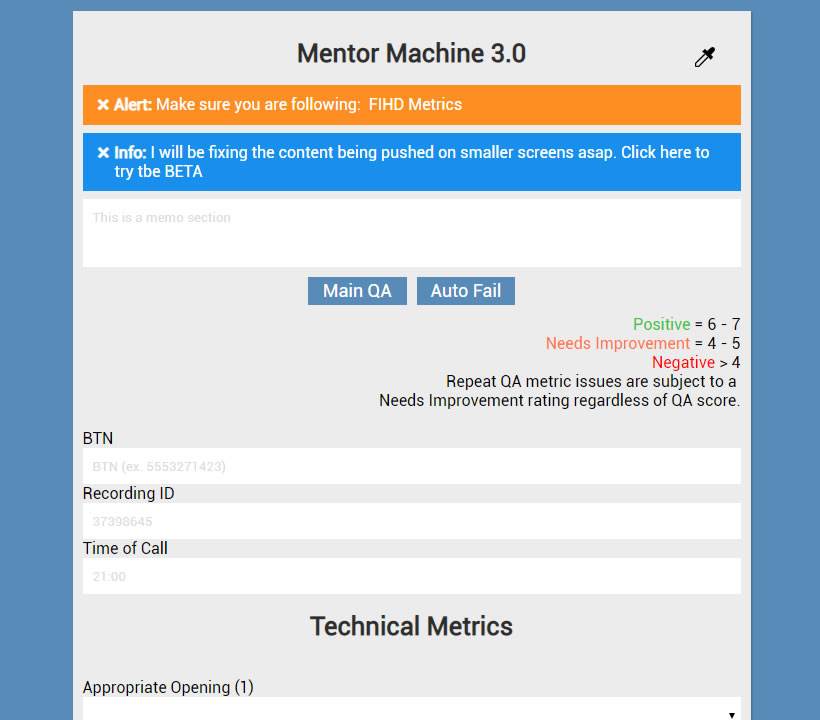 Mentor Machine 3.0
× Alert: Make sure you are following: FIHD Metrics
× Info: I will be fixing the content being pushed on smaller screens asap. Click here to
try tbe BETA
This is a memo section
Main QA Auto Fail
Positive = 6 - 7
Needs Improvement = 4 - 5
Negative > 4
Repeat QA metric issues are subject to a
Needs Improvement rating regardless of QA score.
BTN
BTN (ex. 5553271423)
Recording ID
37398645
Time of Call
21:00
Technical Metrics
Appropriate Opening (1)